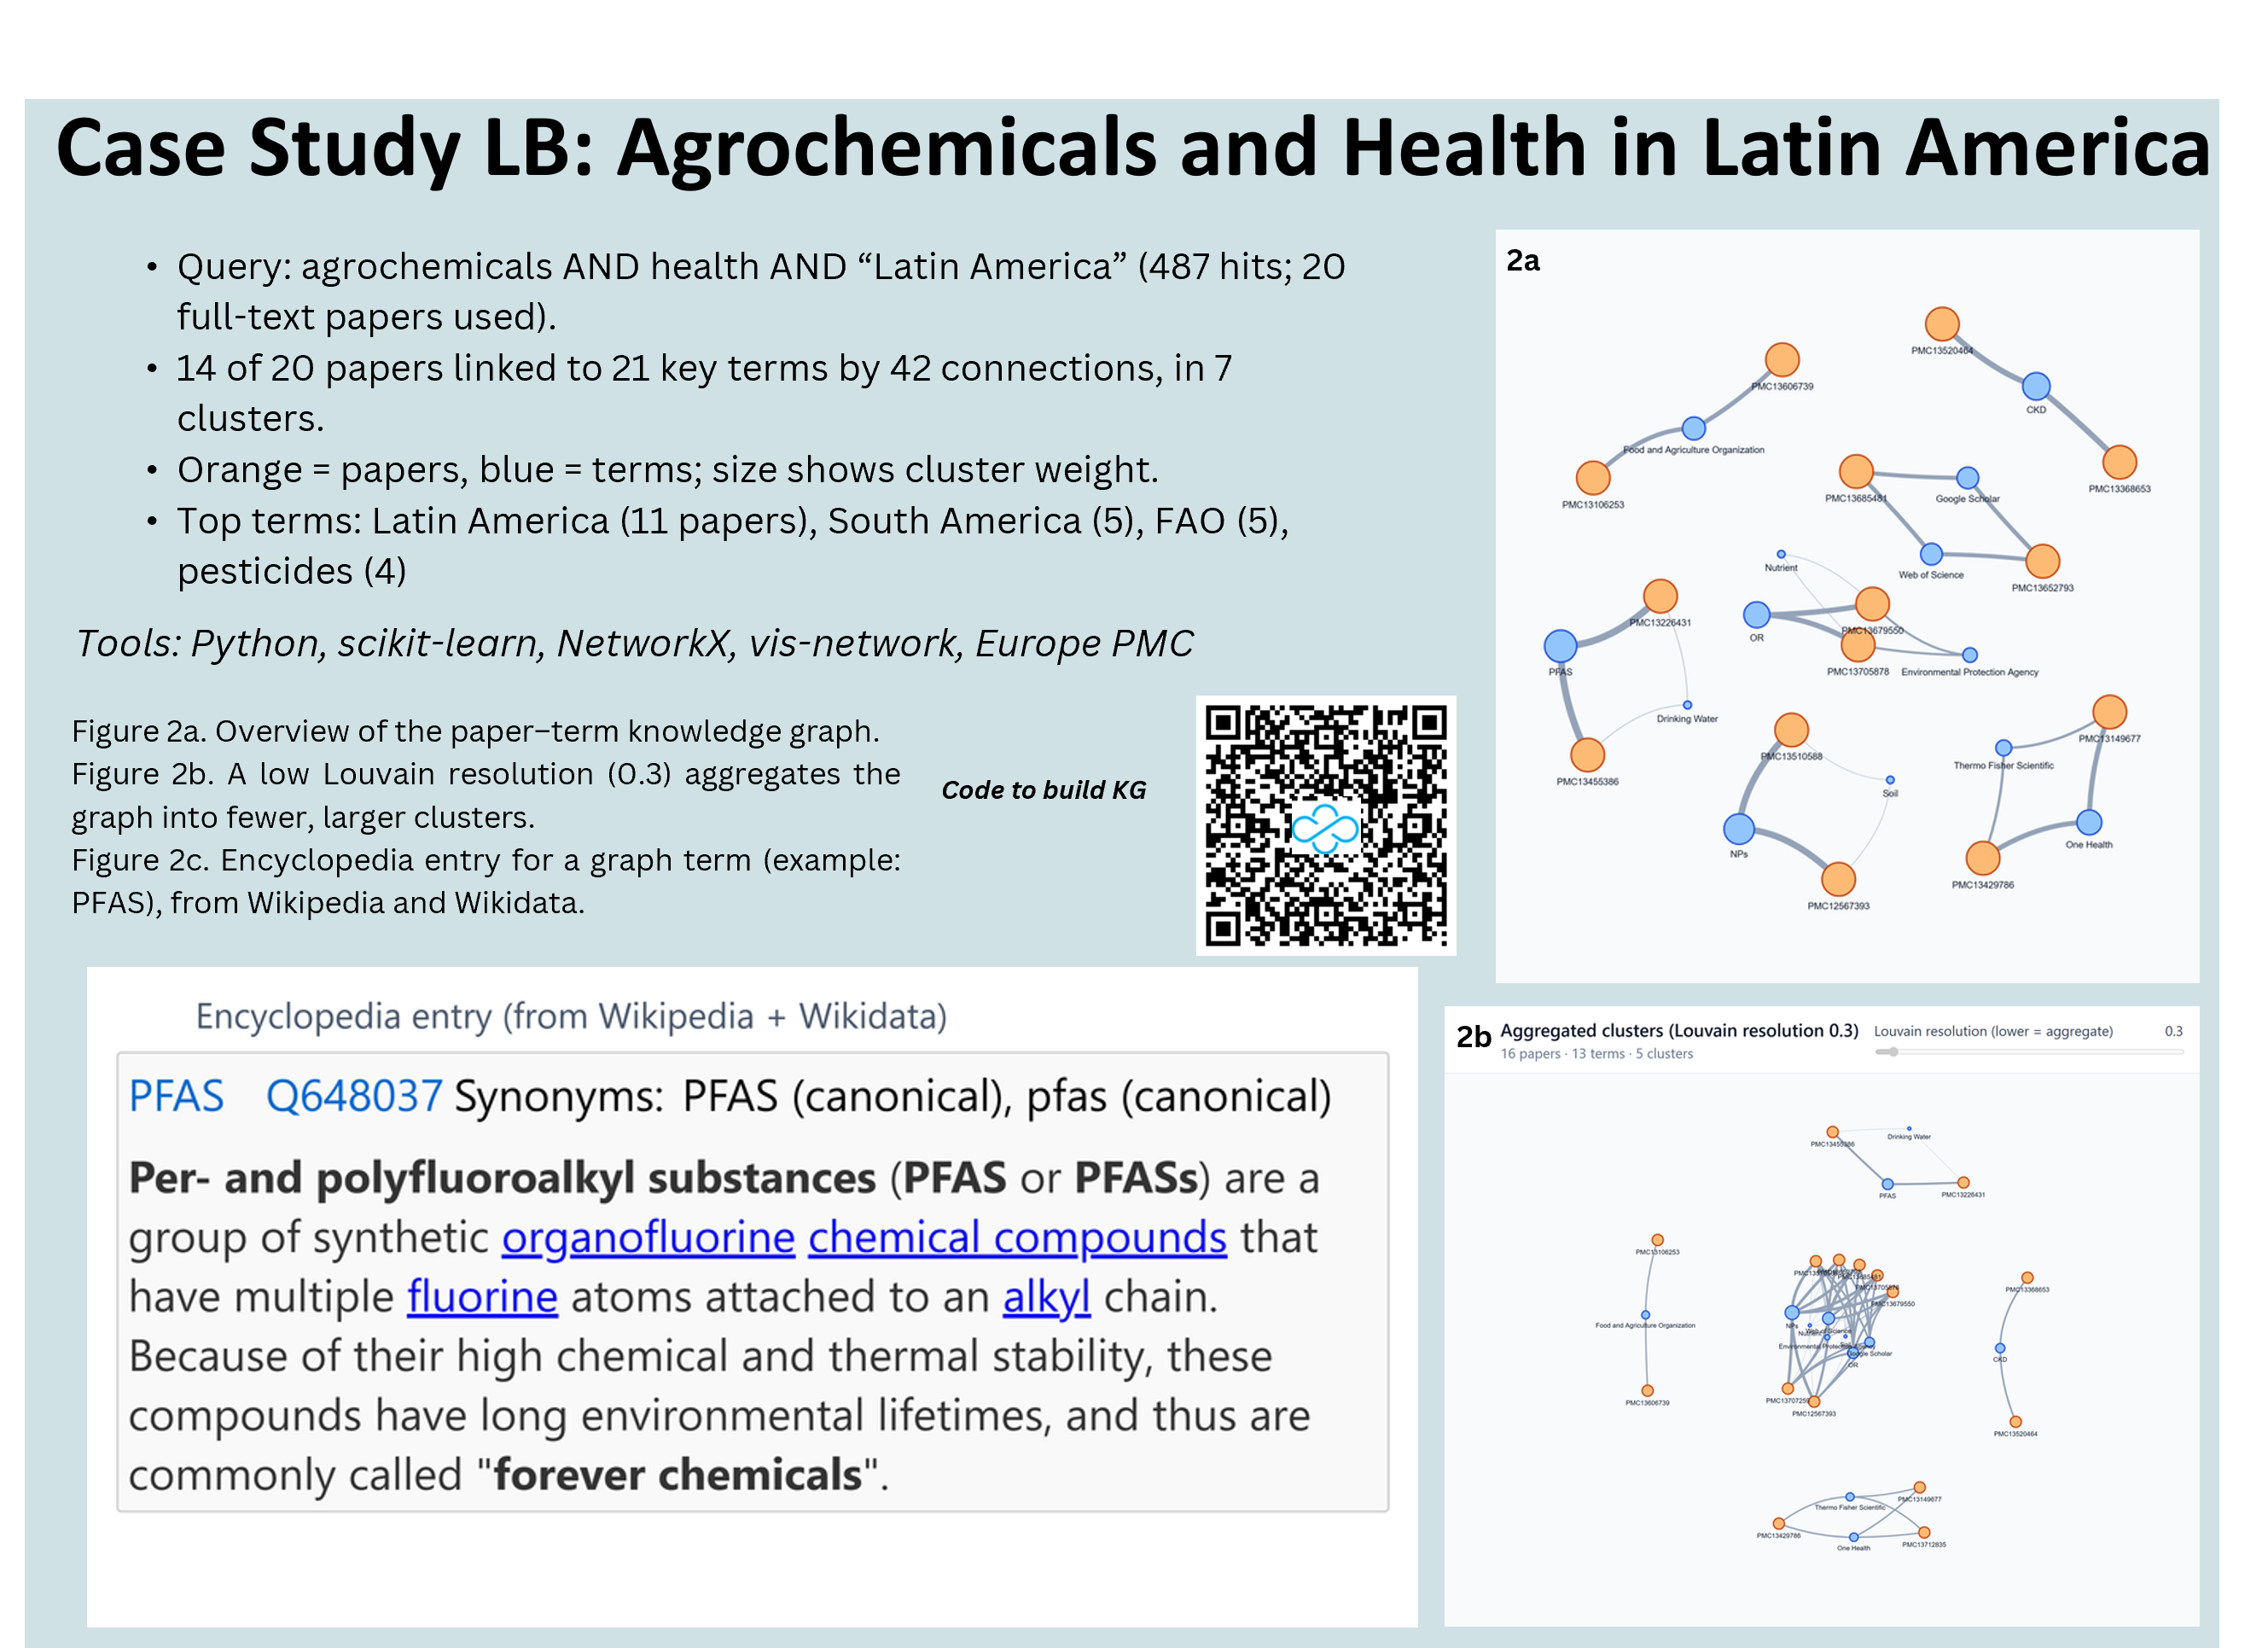 Case Study LB: Agrochemicals and Health in Latin America
• Query: agrochemicals AND health AND “Latin America” (487 hits; 20
full-text papers used).
• 14 of 20 papers linked to 21 key terms by 42 connections, in 7
clusters.
• Orange = papers, blue = terms; size shows cluster weight.
• Top terms: Latin America (11 papers), South America (5), FAO (5),
pesticides (4)
Tools: Python, scikit-learn, NetworkX, vis-network, Europe PMC
Figure 2a. Overview of the paper–term knowledge graph.
Figure 2b. A low Louvain resolution (0.3) aggregates the
graph into fewer, larger clusters.
Figure 2c. Encyclopedia entry for a graph term (example:
PFAS), from Wikipedia and Wikidata.
Code to build KG
Encyclopedia entry (from Wikipedia + Wikidata)
PFAS Q648037 Synonyms: PFAS (canonical), pfas (canonical)
Per- and polyfluoroalkyl substances (PFAS or PFASs) are a
group of synthetic organofluorine chemical compounds that
have multiple fluorine atoms attached to an alkyl chain.
Because of their high chemical and thermal stability, these
compounds have long environmental lifetimes, and thus are
commonly called "forever chemicals".
2a
PMC13520464
PMC13606739
CKD
Food and Agriculture Organization
PMC13106253
PMC13685481
Google Scholar
PMC13368653
Nutrient
Web of Science
PMC13652793
PMC13226431
OR
PMC13679550
PFAS
PMC13705878
Environmental Protection Agency
Drinking Water
PMC13455386
PMC13510588
Soil
PMC13149677
Thermo Fisher Scientific
NPs
One Health
PMC13429786
PMC12567393
2b
Aggregated clusters (Louvain resolution 0.3)
Louvain resolution (lower = aggregate)
0.3
16 papers · 13 terms · 5 clusters
PMC13455386
Drinking Water
PFAS
PMC13226431
PMC13106253
Food and Agriculture Organization
PMC13606739
PMC13679550
NPs
Google Scholar
OR
PMC12567393
PMC13368653
CKD
PMC13520464
Thermo Fisher Scientific
PMC13149677
PMC13429786
One Health
PMC13712835